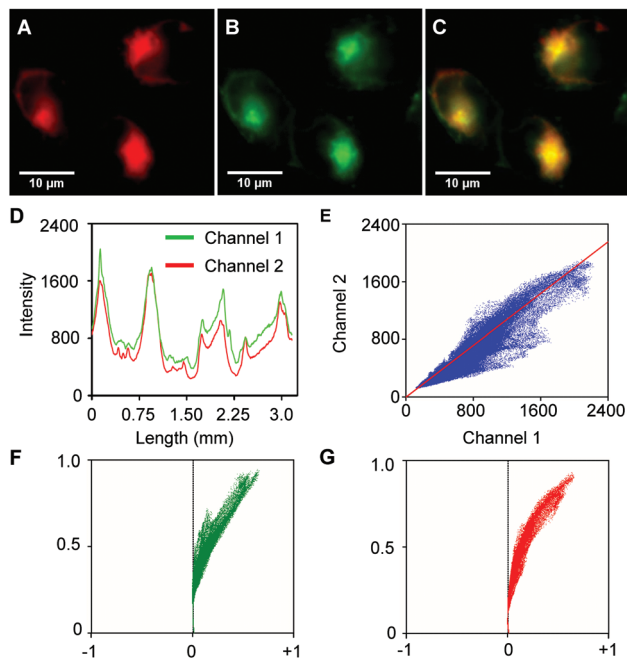 A B C
10 µm 10 µm 10 µm
D E
2400
1600
800
0
Intensity
Channel 1
Channel 2
0 0.75 1.50 2.25 3.0
Length (mm)
2400
1600
800
0
Channel 2
0 800 1600 2400
Channel 1
F G
1.0
0.5
0
-1 0 +1
1.0
0.5
0
-1 0 +1